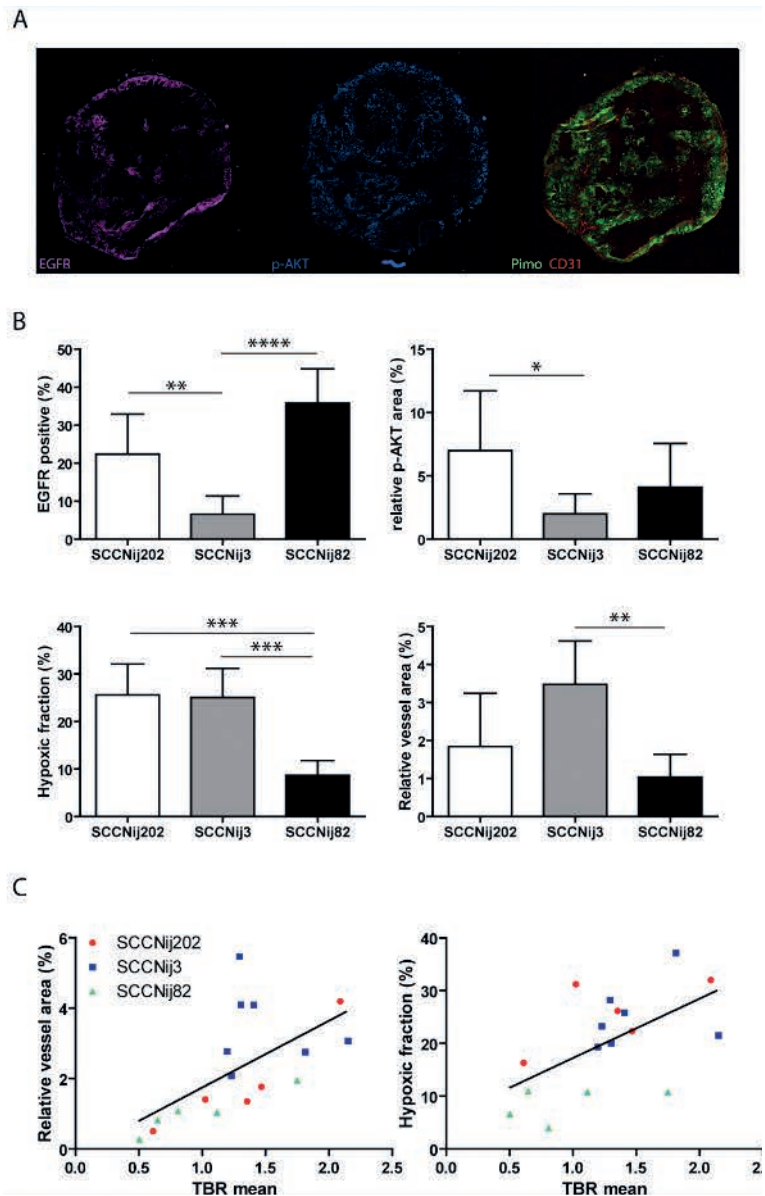 A
EGFR p-AKT Pimo CD31
B
EGFR positive (%)
50
40
30
20
10
0
** ****
SCCNij202 SCCNij3 SCCNij82
relative p-AKT area (%)
15
10
5
0
*
SCCNij202 SCCNij3 SCCNij82
Hypoxic fraction (%)
40
30
20
10
0
***
***
SCCNij202 SCCNij3 SCCNij82
Relative vessel area (%)
5
4
3
2
1
0
**
SCCNij202 SCCNij3 SCCNij82
C
Relative vessel area (%)
6
4
2
0
SCCNij202
SCCNij3
SCCNij82
0.0 0.5 1.0 1.5 2.0 2.5
TBR mean
Hypoxic fraction (%)
40
30
20
10
0
0.0 0.5 1.0 1.5 2.0 2.5
TBR mean